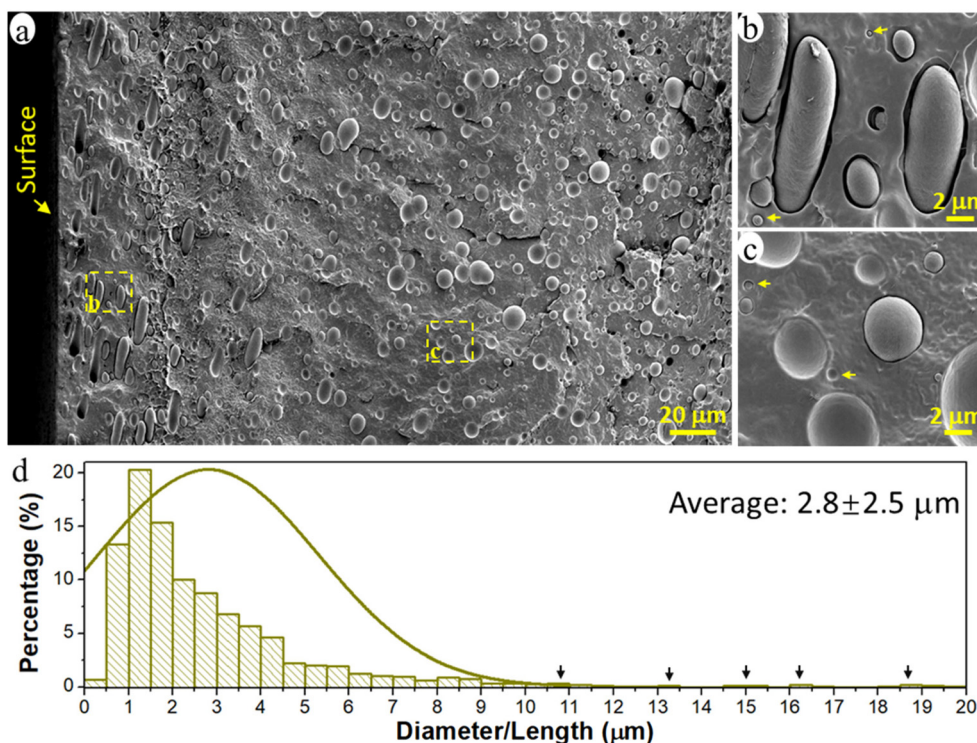 a
Surface
b
c
20 μm
b
2 μm
c
2 μm
d
Average: 2.8±2.5 μm
Percentage (%)
20
15
10
5
0
0 1 2 3 4 5 6 7 8 9 10 11 12 13 14 15 16 17 18 19 20
Diameter/Length (μm)